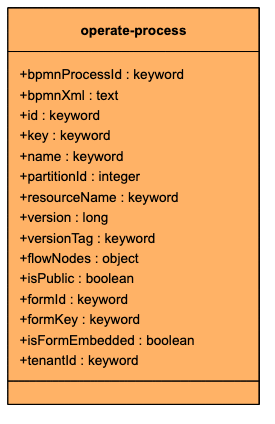 operate-process
+bpmnProcessId : keyword
+bpmnXml : text
+id : keyword
+key : keyword
+name : keyword
+partitionId : integer
+resourceName : keyword
+version : long
+versionTag : keyword
+flowNodes : object
+isPublic : boolean
+formId : keyword
+formKey : keyword
+isFormEmbedded : boolean
+tenantId : keyword